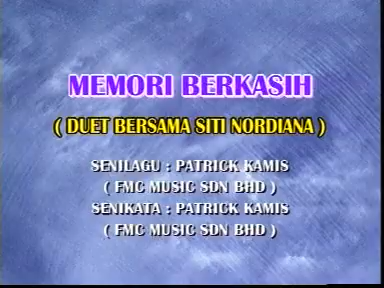 MEMORI BERKASIH
( DUET BERSAMA SITI NORDIANA )
SENILAGU : PATRICK KAMIS
( FMC MUSIC SDN BHD )
SENIKATA : PATRICK KAMIS
( FMC MUSIC SDN BHD )